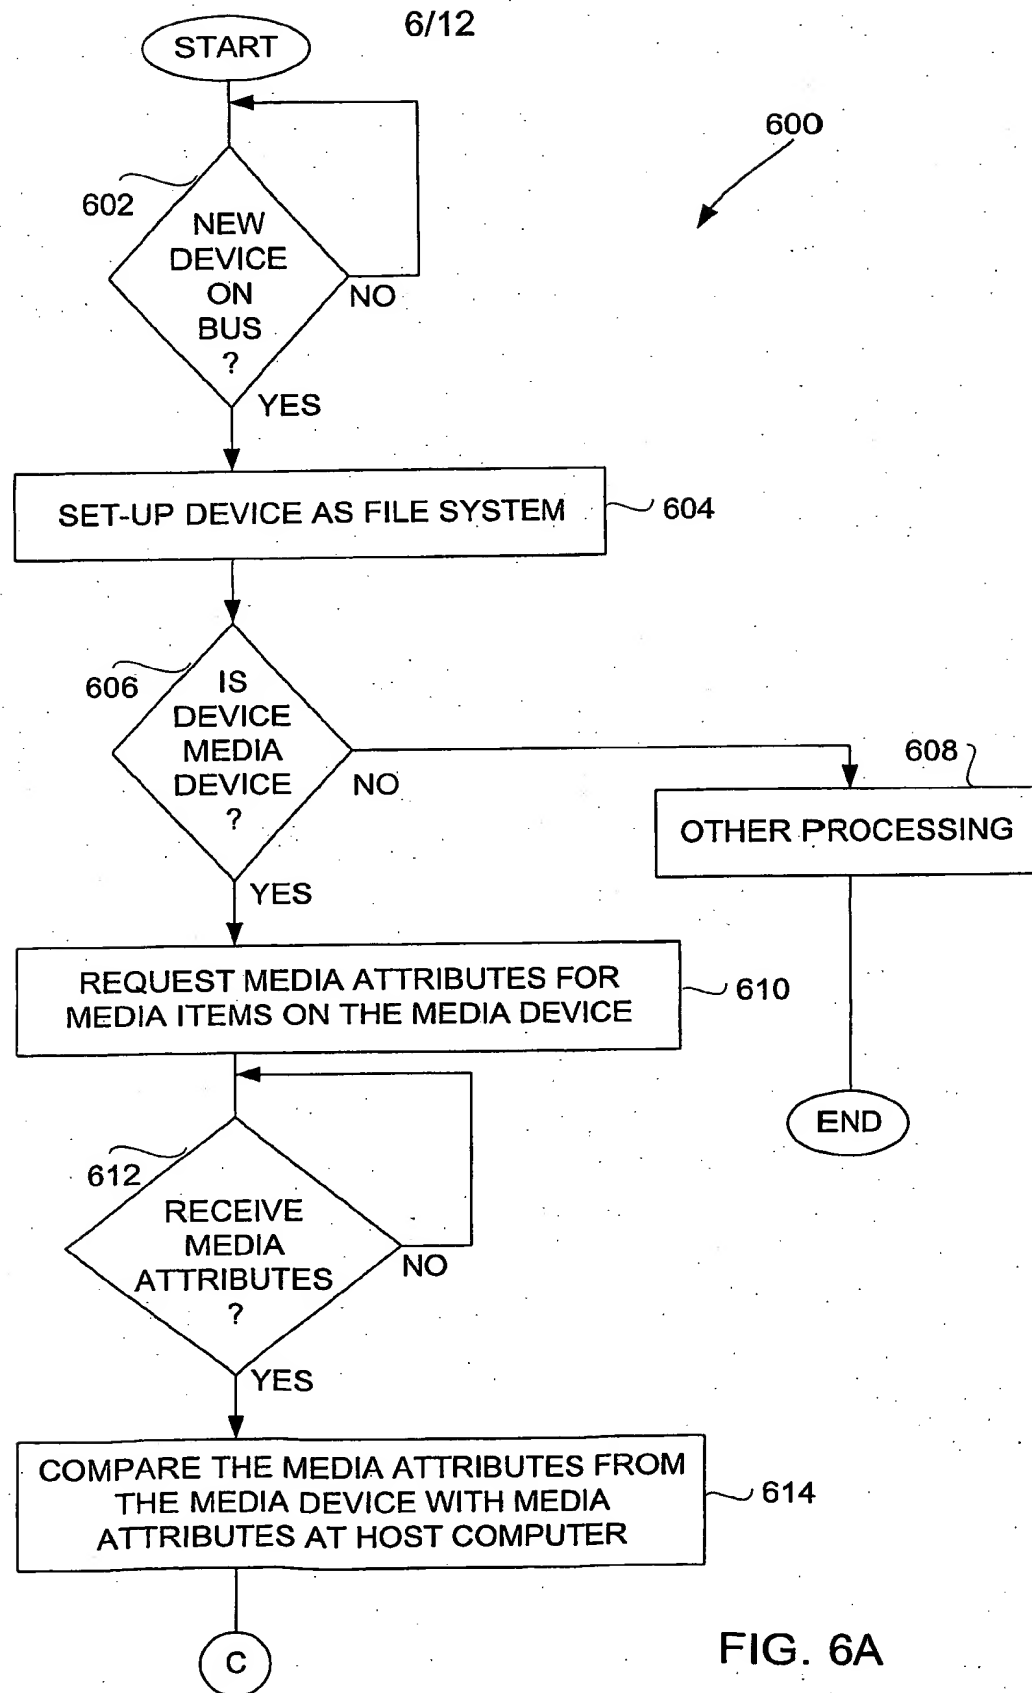 6/12
START
600
602
NEW
DEVICE
ON
BUS
?
NO
YES
SET-UP DEVICE AS FILE SYSTEM
604
606
IS
DEVICE
MEDIA
DEVICE
?
NO
608
OTHER PROCESSING
YES
REQUEST MEDIA ATTRIBUTES FOR
MEDIA ITEMS ON THE MEDIA DEVICE
610
END
612
RECEIVE
MEDIA
ATTRIBUTES
?
NO
YES
COMPARE THE MEDIA ATTRIBUTES FROM
THE MEDIA DEVICE WITH MEDIA
ATTRIBUTES AT HOST COMPUTER
614
C
FIG. 6A